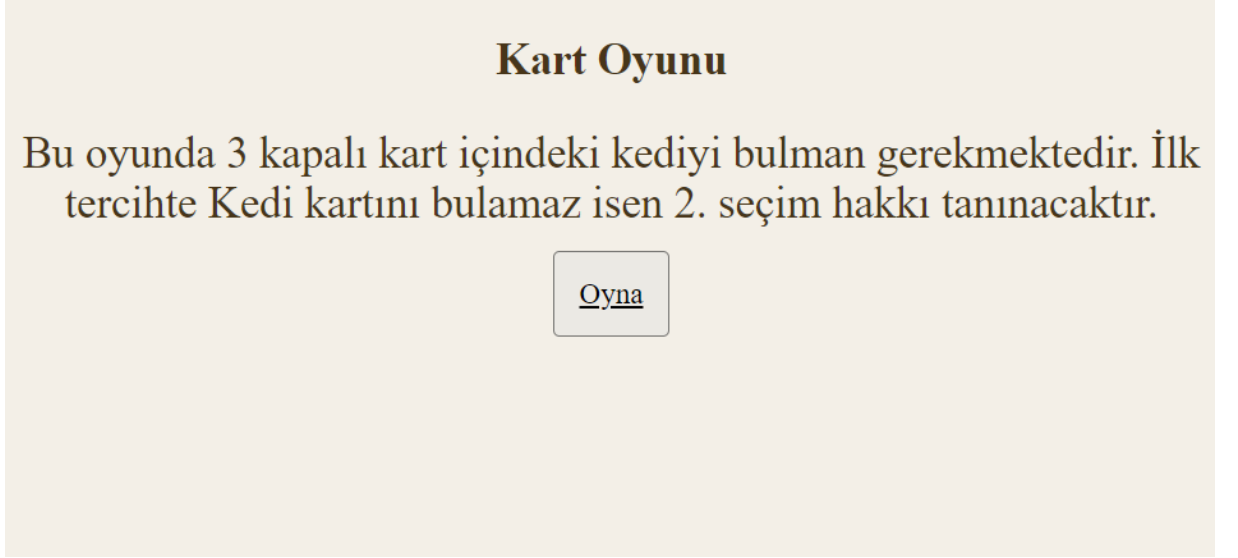 Kart Oyunu
Bu oyunda 3 kapalı kart içindeki kediyi bulman gerekmektedir. İlk
tercihte Kedi kartını bulamaz isen 2. seçim hakkı tanınacaktır.
Oyna